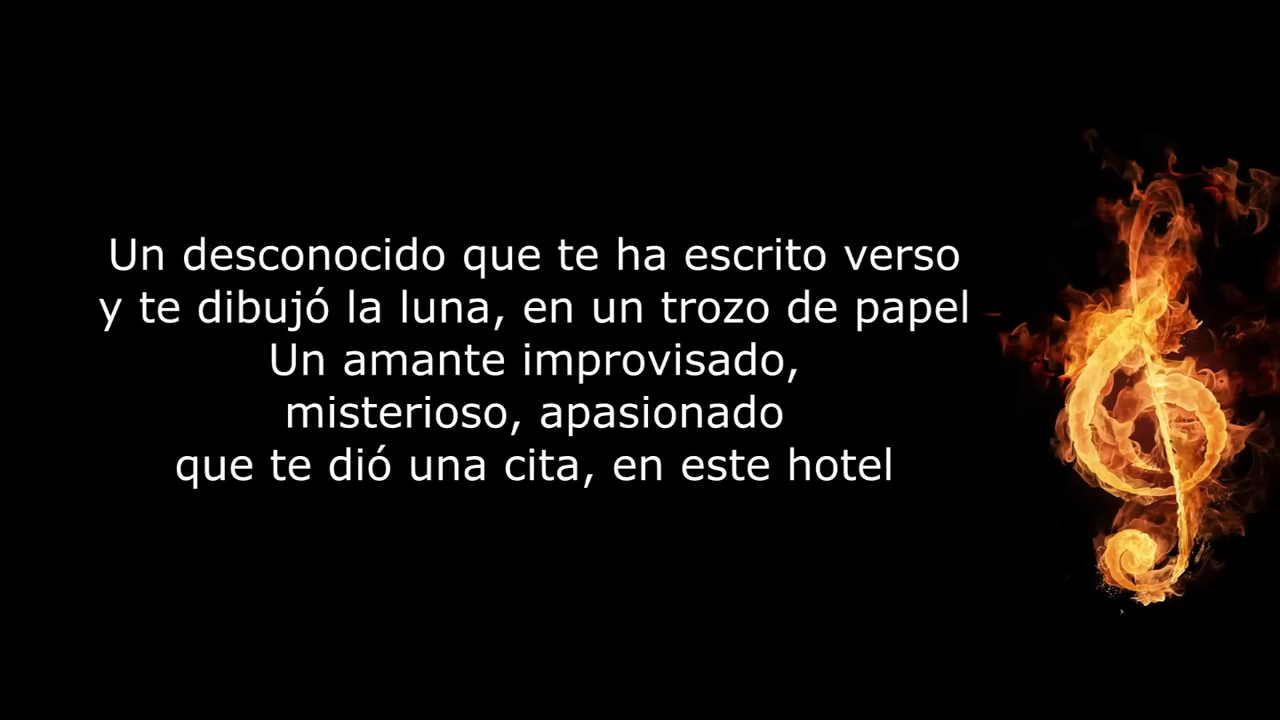 Un desconocido que te ha escrito verso
y te dibujó la luna, en un trozo de papel
Un amante improvisado,
misterioso, apasionado
que te dió una cita, en este hotel